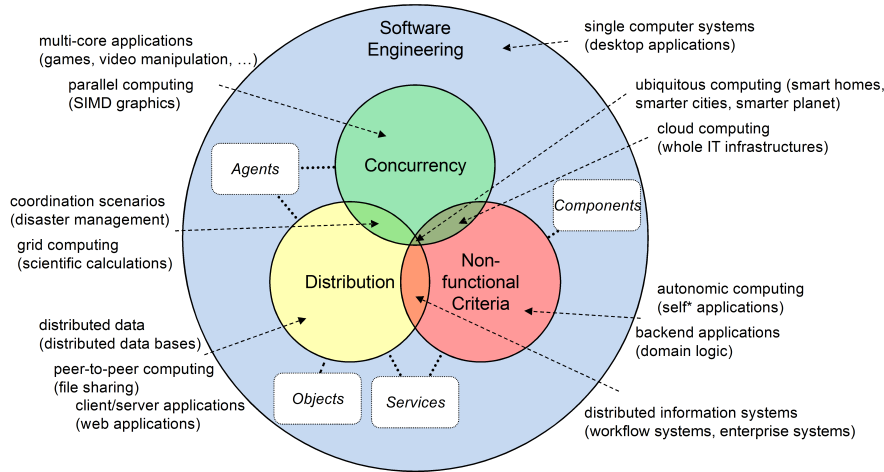 Software
Engineering
single computer systems
(desktop applications)
multi-core applications
(games, video manipulation, …)
parallel computing
(SIMD graphics)
ubiquitous computing (smart homes,
smarter cities, smarter planet)
cloud computing
(whole IT infrastructures)
Concurrency
Agents
Components
coordination scenarios
(disaster management)
grid computing
(scientific calculations)
Distribution
Non-
functional
Criteria
autonomic computing
(self* applications)
backend applications
(domain logic)
distributed data
(distributed data bases)
peer-to-peer computing
(file sharing)
client/server applications
(web applications)
Objects
Services
distributed information systems
(workflow systems, enterprise systems)